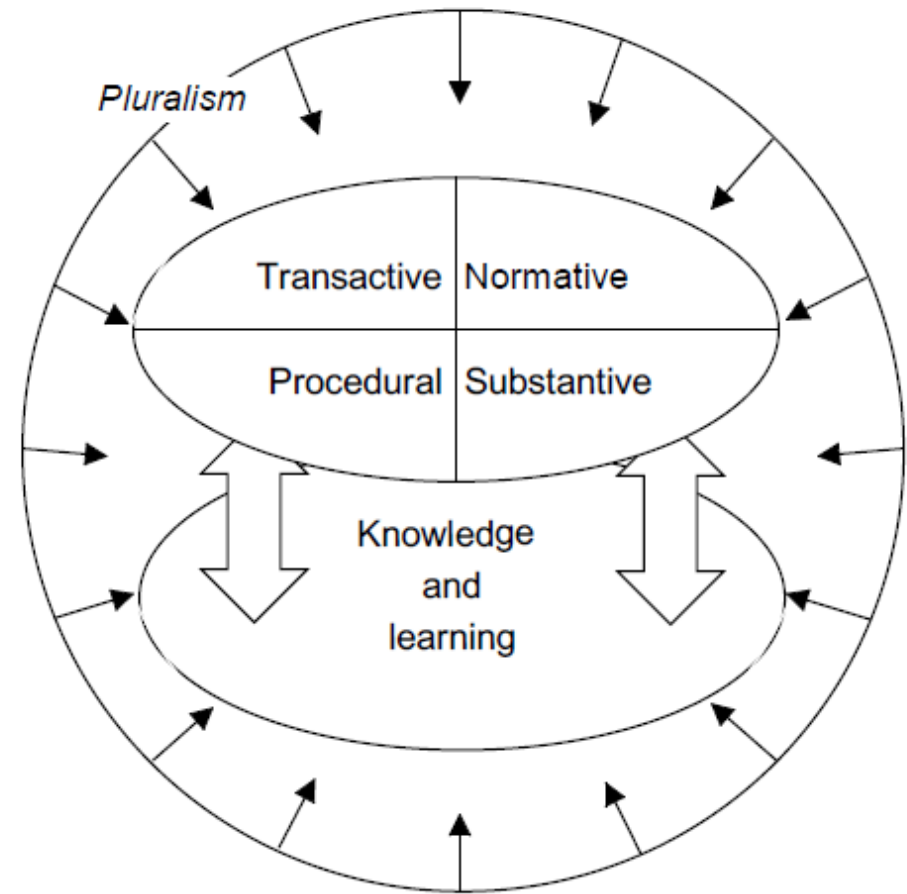 Pluralism
Transactive Normative
Procedural Substantive
Knowledge
and
learning